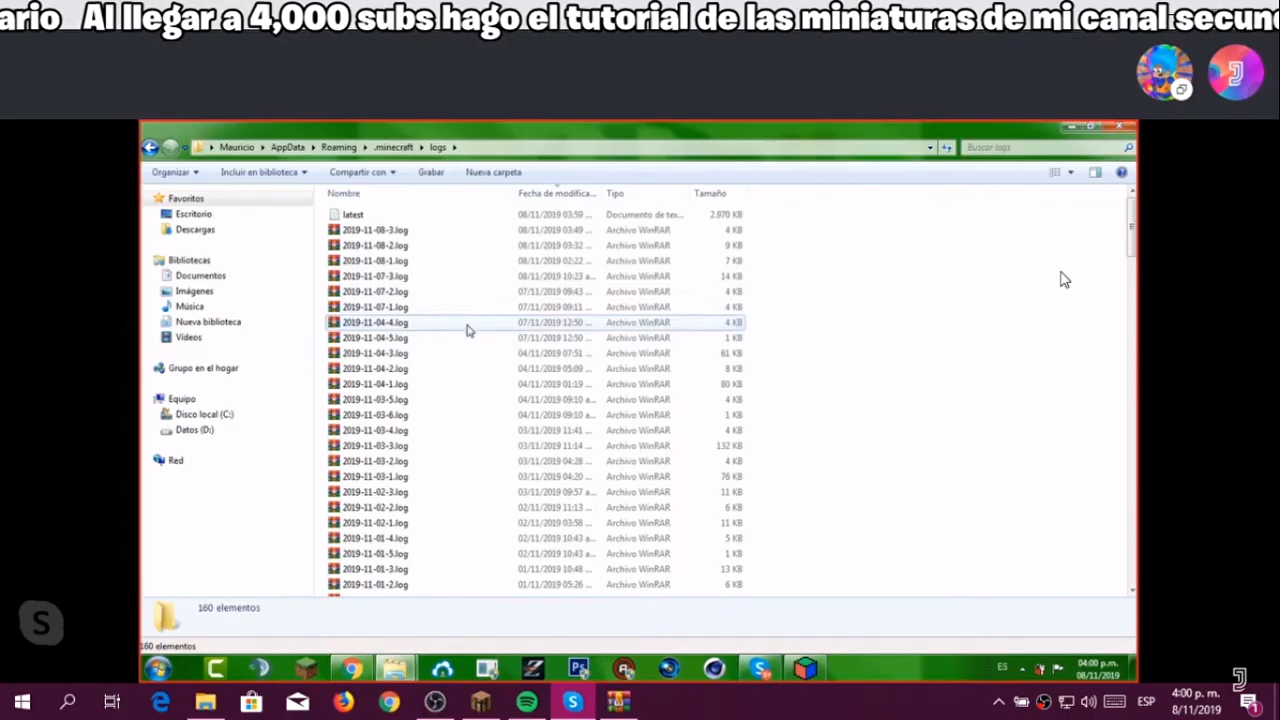 ario Al llegar a 4,000 subs hago el tutorial de las miniaturas de mi canal secund
Mauricio AppData Roaming .minecraft logs
Buscar logs
Organizar Incluir en biblioteca Compartir con Grabar Nueva carpeta
Favoritos
Escritorio
Descargas
Bibliotecas
Documentos
Imágenes
Música
Nueva biblioteca
Vídeos
Grupo en el hogar
Equipo
Disco local (C:)
Datos (D:)
Red
Nombre Fecha de modifica... Tipo Tamaño
latest 08/11/2019 03:59 ... Documento de tex... 2.970 KB
2019-11-08-3.log 08/11/2019 03:49 ... Archivo WinRAR 4 KB
2019-11-08-2.log 08/11/2019 03:32 ... Archivo WinRAR 9 KB
2019-11-08-1.log 08/11/2019 02:22 ... Archivo WinRAR 7 KB
2019-11-07-3.log 08/11/2019 10:23 a... Archivo WinRAR 14 KB
2019-11-07-2.log 07/11/2019 09:43 ... Archivo WinRAR 4 KB
2019-11-07-1.log 07/11/2019 09:11 ... Archivo WinRAR 4 KB
2019-11-04-4.log 07/11/2019 12:50 ... Archivo WinRAR 4 KB
2019-11-04-5.log 07/11/2019 12:50 ... Archivo WinRAR 1 KB
2019-11-04-3.log 04/11/2019 07:51 ... Archivo WinRAR 61 KB
2019-11-04-2.log 04/11/2019 05:09 ... Archivo WinRAR 8 KB
2019-11-04-1.log 04/11/2019 01:19 ... Archivo WinRAR 80 KB
2019-11-03-5.log 04/11/2019 09:10 a... Archivo WinRAR 4 KB
2019-11-03-6.log 04/11/2019 09:10 a... Archivo WinRAR 1 KB
2019-11-03-4.log 03/11/2019 11:41 ... Archivo WinRAR 4 KB
2019-11-03-3.log 03/11/2019 11:14 ... Archivo WinRAR 132 KB
2019-11-03-2.log 03/11/2019 04:28 ... Archivo WinRAR 4 KB
2019-11-03-1.log 03/11/2019 04:20 ... Archivo WinRAR 76 KB
2019-11-02-3.log 03/11/2019 09:57 a... Archivo WinRAR 11 KB
2019-11-02-2.log 02/11/2019 11:13 ... Archivo WinRAR 6 KB
2019-11-02-1.log 02/11/2019 03:58 ... Archivo WinRAR 11 KB
2019-11-01-4.log 02/11/2019 10:43 a... Archivo WinRAR 5 KB
2019-11-01-5.log 02/11/2019 10:43 a... Archivo WinRAR 1 KB
2019-11-01-3.log 01/11/2019 10:48 ... Archivo WinRAR 13 KB
2019-11-01-2.log 01/11/2019 05:26 ... Archivo WinRAR 6 KB
160 elementos
160 elementos
ES 04:00 p.m.
08/11/2019
ESP 4:00 p. m.
8/11/2019